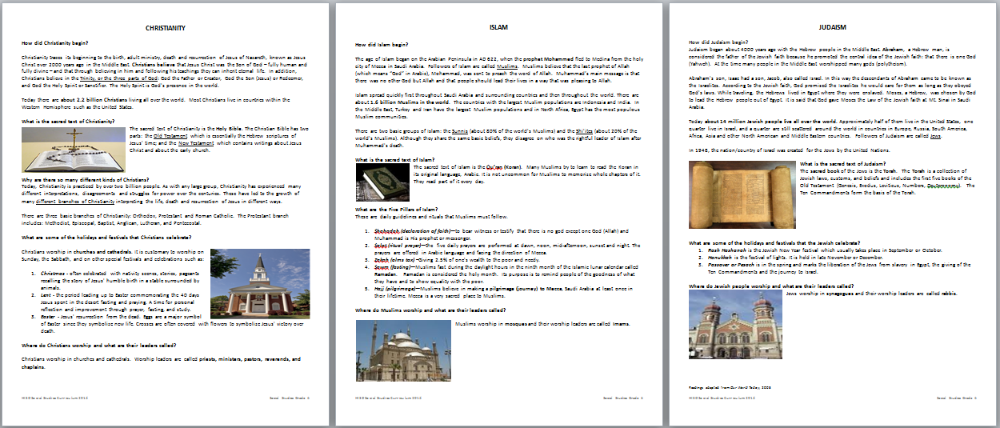 CHRISTIANITY
How did Christianity begin?
Christianity traces its beginning to the birth, adult ministry, death and resurrection of Jesus of Nazareth, known as Jesus
Christ over 2000 years ago in the Middle East. Christians believe that Jesus Christ was the Son of God – fully human and
fully divine – and that through believing in him and following his teachings they can inherit eternal life. In addition,
Christians believe in the Trinity, or the three parts of God: God the Father or Creator, God the Son (Jesus) or Redeemer,
and God the Holy Spirit or Sanctifier. The Holy Spirit is God's presence in the world.
Today there are about 2.2 billion Christians living all over the world. Most Christians live in countries within the
Western Hemisphere such as the United States.
What is the sacred text of Christianity?
The sacred text of Christianity is the Holy Bible. The Christian Bible has two
parts: the Old Testament which is essentially the Hebrew scriptures of
Jesus' time; and the New Testament which contains writings about Jesus
Christ and about the early church.
Why are there so many different kinds of Christians?
Today, Christianity is practiced by over two billion people. As with any large group, Christianity has experienced many
different interpretations, disagreements and struggles for power over the centuries. These have led to the growth of
many different branches of Christianity interpreting the life, death and resurrection of Jesus in different ways.
There are three basic branches of Christianity: Orthodox, Protestant and Roman Catholic. The Protestant branch
includes: Methodist, Episcopal, Baptist, Anglican, Lutheran, and Pentecostal.
What are some of the holidays and festivals that Christians celebrate?
Christians worship in churches and cathedrals. It is customary to worship on
Sunday, the Sabbath, and on other special festivals and celebrations such as:
1. Christmas - often celebrated with nativity scenes, stories, pageants
recalling the story of Jesus' humble birth in a stable surrounded by
animals.
2. Lent - the period leading up to Easter commemorating the 40 days
Jesus spent in the desert fasting and praying. A time for personal
reflection and improvement through prayer, fasting, and study.
3. Easter - Jesus' resurrection from the dead. Eggs are a major symbol
of Easter since they symbolize new life. Crosses are often covered with flowers to symbolize Jesus' victory over
death.
Where do Christians worship and what are their leaders called?
Christians worship in churches and cathedrals. Worship leaders are called priests, ministers, pastors, reverends, and
chaplains.
HISD Social Studies Curriculum 2012
Social Studies Grade 6
ISLAM
How did Islam begin?
The age of Islam began on the Arabian Peninsula in AD 622, when the prophet Mohammad fled to Medina from the holy
city of Mecca in Saudi Arabia. Followers of Islam are called Muslims. Muslims believe that the last prophet of Allah
(which means "God" in Arabic), Mohammad, was sent to preach the word of Allah. Muhammad's main message is that
there was no other God but Allah and that people should lead their lives in a way that was pleasing to Allah.
Islam spread quickly first throughout Saudi Arabia and surrounding countries and then throughout the world. There are
about 1.6 billion Muslims in the world. The countries with the largest Muslim populations are Indonesia and India. In
the Middle East, Turkey and Iran have the largest Muslim populations and in North Africa, Egypt has the most populous
Muslim communities.
There are two basic groups of Islam: the Sunnis (about 80% of the world's Muslims) and the Shi'ites (about 20% of the
world's Muslims). Although they share the same basic beliefs, they disagree on who was the rightful leader of Islam after
Muhammad's death.
What is the sacred text of Islam?
The sacred text of Islam is the Qu'ran (Koran). Many Muslims try to learn to read the Koran in
its original language, Arabic. It is not uncommon for Muslims to memorize whole chapters of it.
They read part of it every day.
What are the Five Pillars of Islam?
These are daily guidelines and rituals that Muslims must follow.
1. Shahadah (declaration of faith)—to bear witness or testify that there is no god except one God (Allah) and
Muhammad is His prophet or messenger.
2. Salat (ritual prayer)—the five daily prayers are performed at dawn, noon, mid-afternoon, sunset and night. The
prayers are offered in Arabic language and facing the direction of Mecca.
3. Zakah (alms tax)—Giving 2.5% of one's wealth to the poor and needy.
4. Sawm (fasting)—Muslims fast during the daylight hours in the ninth month of the Islamic lunar calendar called
Ramadan. Ramadan is considered the holy month. Its purpose is to remind people of the goodness of what
they have and to show equality with the poor.
5. Hajj (pilgrimage)—Muslims believe in making a pilgrimage (journey) to Mecca, Saudi Arabia at least once in
their lifetime. Mecca is a very sacred place to Muslims.
Where do Muslims worship and what are their leaders called?
Muslims worship in mosques and their worship leaders are called Imams.
HISD Social Studies Curriculum 2012
Social Studies Grade 6
JUDAISM
How did Judaism begin?
Judaism began about 4000 years ago with the Hebrew people in the Middle East. Abraham, a Hebrew man, is
considered the father of the Jewish faith because he promoted the central idea of the Jewish faith: that there is one God
(Yahweh). At the time many people in the Middle East worshipped many gods (polytheism).
Abraham's son, Isaac had a son, Jacob, also called Israel. In this way the descendants of Abraham came to be known as
the Israelites. According to the Jewish faith, God promised the Israelites he would care for them as long as they obeyed
God's laws. While traveling, the Hebrews lived in Egypt where they were enslaved. Moses, a Hebrew, was chosen by God
to lead the Hebrew people out of Egypt. It is said that God gave Moses the Law of the Jewish faith at Mt. Sinai in Saudi
Arabia.
Today about 14 million Jewish people live all over the world. Approximately half of them live in the United States, one
quarter live in Israel, and a quarter are still scattered around the world in countries in Europe, Russia, South America,
Africa, Asia and other North American and Middle Eastern countries. Followers of Judaism are called Jews.
In 1948, the nation/country of Israel was created for the Jews by the United Nations.
What is the sacred text of Judaism?
The sacred book of the Jews is the Torah. The Torah is a collection of
Jewish laws, customs, and beliefs and includes the first five books of the
Old Testament (Genesis, Exodus, Leviticus, Numbers, The
Ten Commandments form the basis of the Torah.
What are some of the holidays and festivals that the Jewish celebrate?
1. Rosh Hashanah is the Jewish New Year festival which usually takes place in September or October.
2. Hanukkah is the festival of lights. It is held in late November or December.
3. Passover or Pesach is in the spring and marks the liberation of the Jews from slavery in Egypt, the giving of the
Ten Commandments and the journey to Israel.
Where do Jewish people worship and what are their leaders called?
Jews worship in synagogues and their worship leaders are called rabbis.
Readings adapted from Our World Today, 2003
HISD Social Studies Curriculum 2012
Social Studies Grade 6